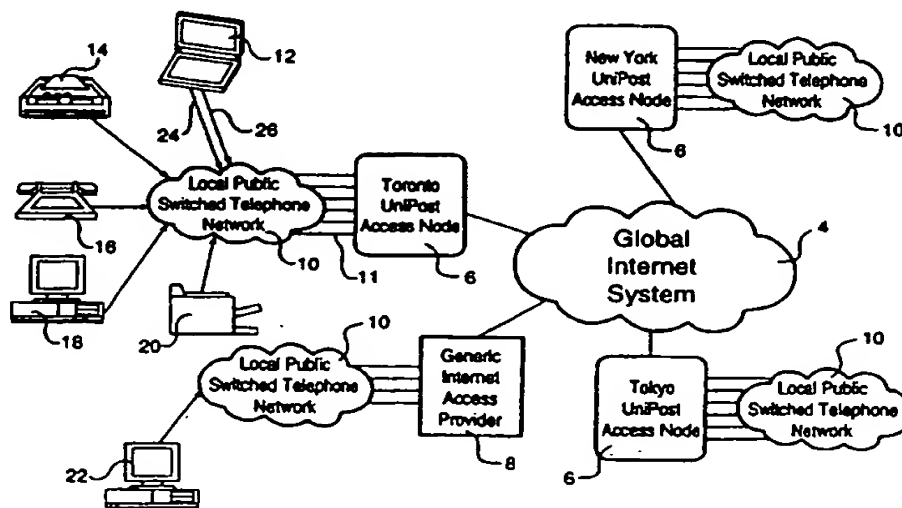 14
12
New York
UniPost
Access Node
Local Public
Switched Telephone
Network
10
6
24
26
Local Public
Switched Telephone
Network
10
11
Toronto
UniPost
Access Node
6
16
Global
Internet
System
4
18
20
10
Local Public
Switched Telephone
Network
Generic
Internet
Access
Provider
8
Tokyo
UniPost
Access Node
6
10
Local Public
Switched Telephone
Network
22